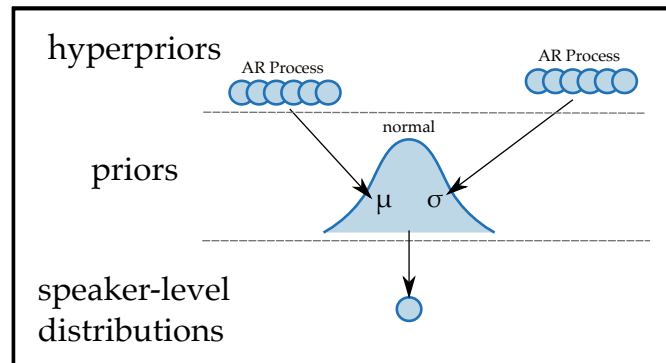 hyperpriors
AR Process
AR Process
normal
priors
μ
σ
speaker-level
distributions